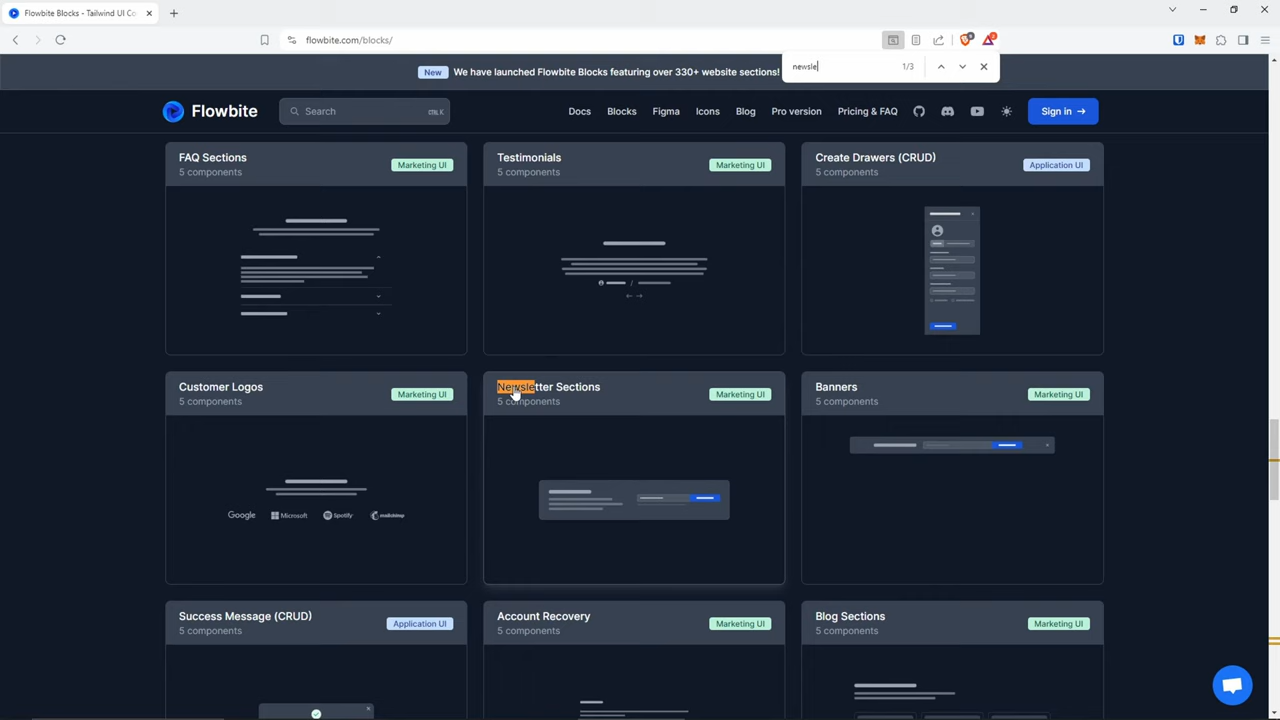 Flowbite Blocks - Tailwind UI Co
flowbite.com/blocks/
newsle 1/3
New We have launched Flowbite Blocks featuring over 330+ website sections!
Flowbite Search CTRL K Docs Blocks Figma Icons Blog Pro version Pricing & FAQ Sign in →
FAQ Sections
5 components
Marketing UI
Testimonials
5 components
Marketing UI
Create Drawers (CRUD)
5 components
Application UI
Customer Logos
5 components
Marketing UI
Google Microsoft Spotify mailchimp
Newsletter Sections
5 components
Marketing UI
Banners
5 components
Marketing UI
Success Message (CRUD)
5 components
Application UI
Account Recovery
5 components
Marketing UI
Blog Sections
5 components
Marketing UI